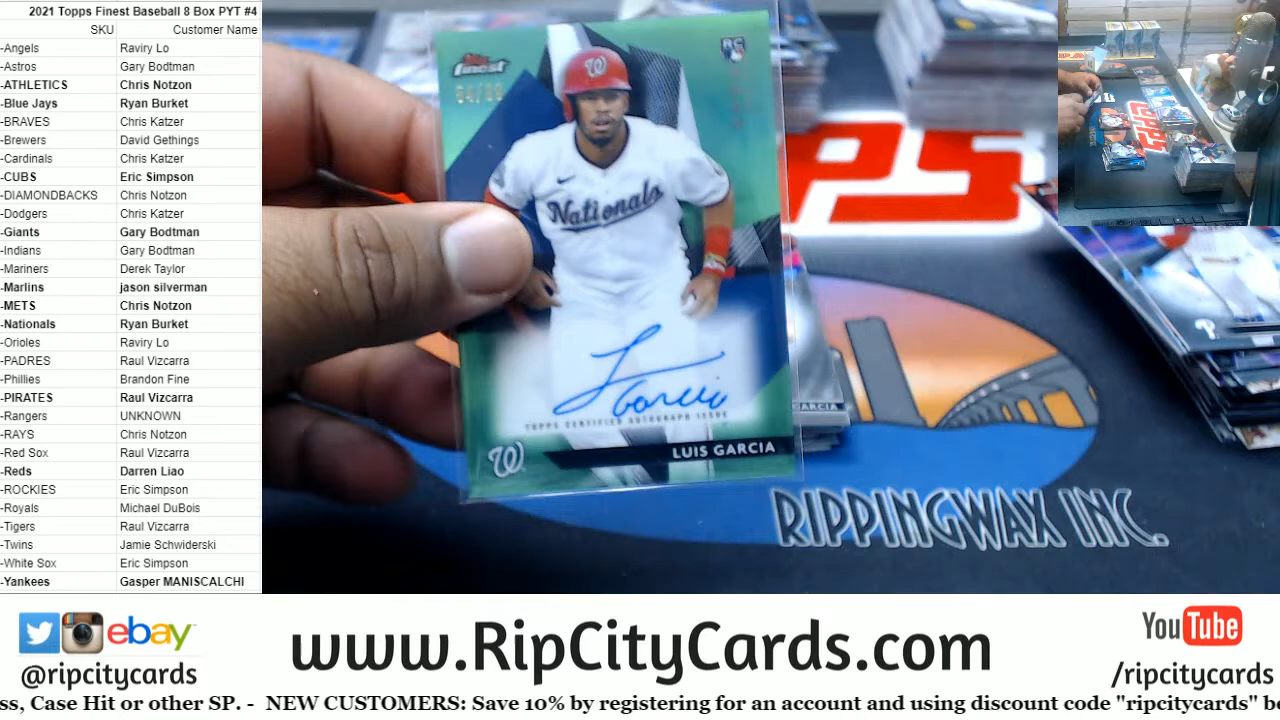 2021 Topps Finest Baseball 8 Box PYT #4
SKU Customer Name
-Angels Raviry Lo
-Astros Gary Bodtman
-ATHLETICS Chris Notzon
-Blue Jays Ryan Burket
-BRAVES Chris Katzer
-Brewers David Gethings
-Cardinals Chris Katzer
-CUBS Eric Simpson
-DIAMONDBACKS Chris Notzon
-Dodgers Chris Katzer
-Giants Gary Bodtman
-Indians Gary Bodtman
-Mariners Derek Taylor
-Marlins jason silverman
-METS Chris Notzon
-Nationals Ryan Burket
-Orioles Raviry Lo
-PADRES Raul Vizcarra
-Phillies Brandon Fine
-PIRATES Raul Vizcarra
-Rangers UNKNOWN
-RAYS Chris Notzon
-Red Sox Raul Vizcarra
-Reds Darren Liao
-ROCKIES Eric Simpson
-Royals Michael DuBois
-Tigers Raul Vizcarra
-Twins Jamie Schwiderski
-White Sox Eric Simpson
-Yankees Gasper MANISCALCHI
Finest
RC
W
Nationals
L Garcia
TOPPS CERTIFIED AUTOGRAPH ISSUE
W
LUIS GARCIA
GARCIA
PS
RIPPINGWAX INC.
ebay
@ripcitycards
www.RipCityCards.com
YouTube
/ripcitycards
ss, Case Hit or other SP. - NEW CUSTOMERS: Save 10% by registering for an account and using discount code "ripcitycards" be